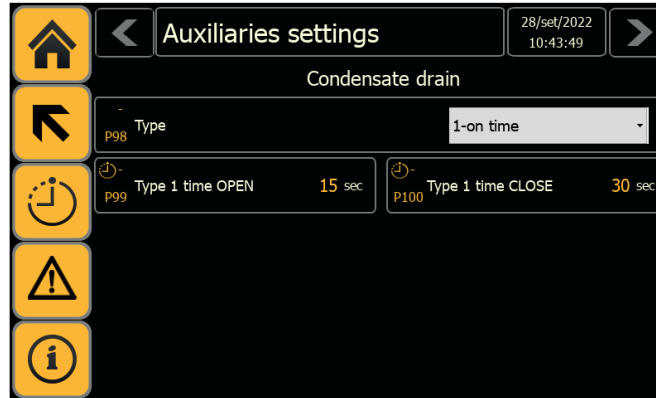 Auxiliaries settings
28/set/2022
10:43:49
Condensate drain
-
P98 Type 1-on time
-
P99 Type 1 time OPEN 15 sec
-
P100 Type 1 time CLOSE 30 sec